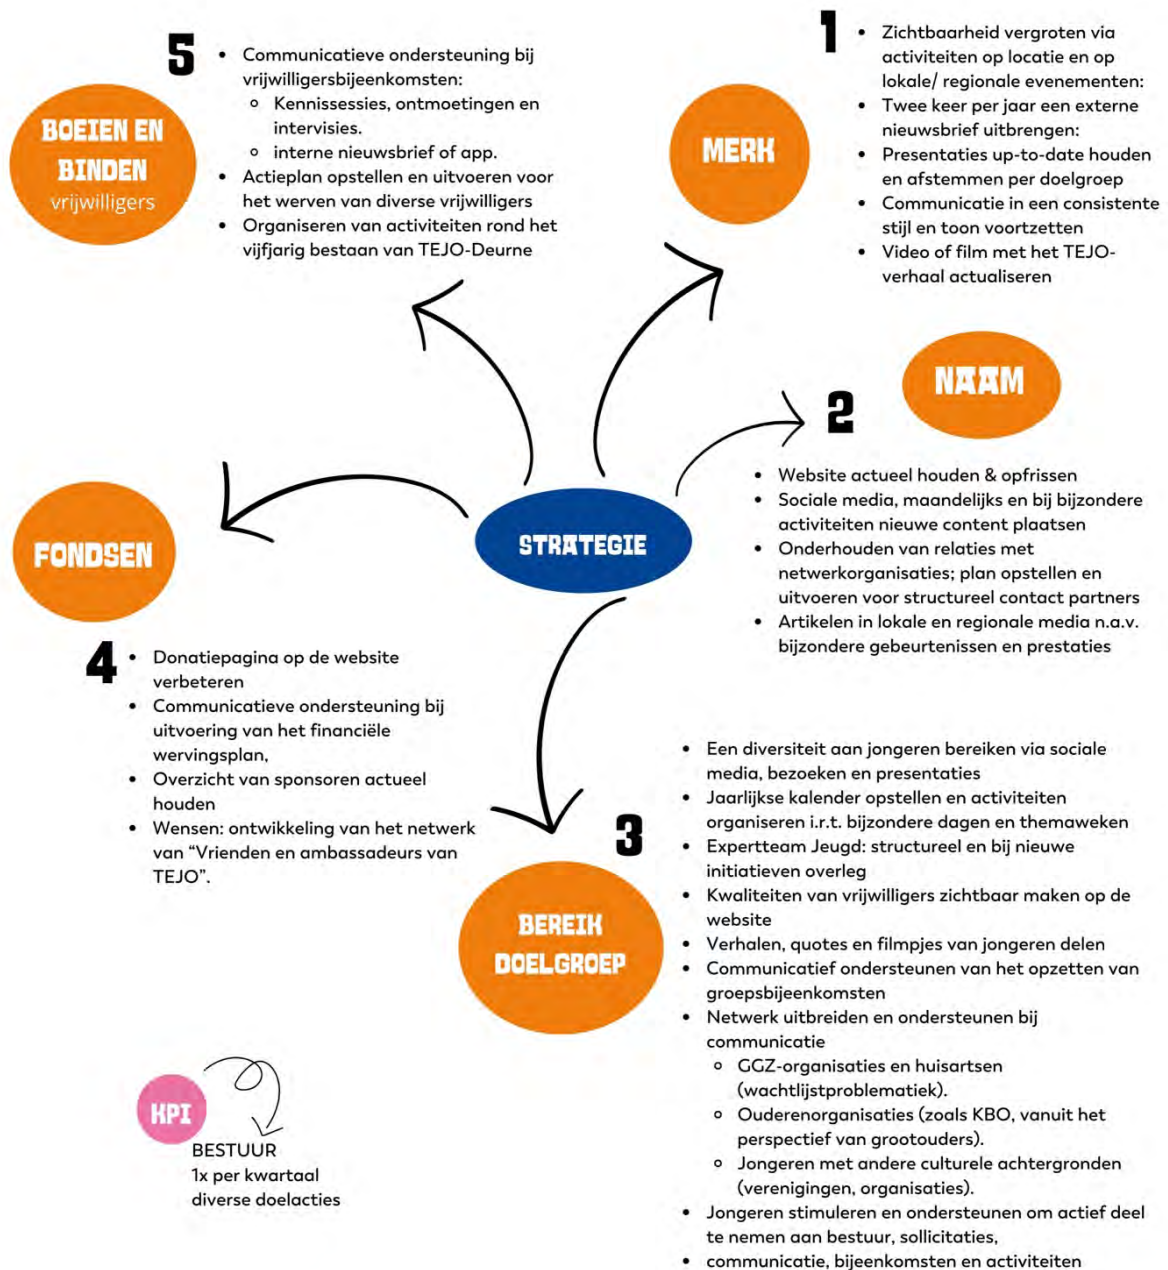 1
MERK
• Zichtbaarheid vergroten via
activiteiten op locatie en op
lokale/ regionale evenementen:
• Twee keer per jaar een externe
nieuwsbrief uitbrengen:
• Presentaties up-to-date houden
en afstemmen per doelgroep
• Communicatie in een consistente
stijl en toon voortzetten
• Video of film met het TEJO-
verhaal actualiseren
2
NAAM
• Website actueel houden & opfrissen
• Sociale media, maandelijks en bij bijzondere
activiteiten nieuwe content plaatsen
• Onderhouden van relaties met
netwerkorganisaties; plan opstellen en
uitvoeren voor structureel contact partners
• Artikelen in lokale en regionale media n.a.v.
bijzondere gebeurtenissen en prestaties
STRATEGIE
3
BEREIK
DOELGROEP
• Een diversiteit aan jongeren bereiken via sociale
media, bezoeken en presentaties
• Jaarlijkse kalender opstellen en activiteiten
organiseren i.r.t. bijzondere dagen en themaweken
• Expertteam Jeugd: structureel en bij nieuwe
initiatieven overleg
• Kwaliteiten van vrijwilligers zichtbaar maken op de
website
• Verhalen, quotes en filmpjes van jongeren delen
• Communicatief ondersteunen van het opzetten van
groepsbijeenkomsten
• Netwerk uitbreiden en ondersteunen bij
communicatie
◦ GGZ-organisaties en huisartsen
(wachtlijstproblematiek).
◦ Ouderenorganisaties (zoals KBO, vanuit het
perspectief van grootouders).
◦ Jongeren met andere culturele achtergronden
(verenigingen, organisaties).
• Jongeren stimuleren en ondersteunen om actief deel
te nemen aan bestuur, sollicitaties,
• communicatie, bijeenkomsten en activiteiten
FONDSEN
4
• Donatiepagina op de website
verbeteren
• Communicatieve ondersteuning bij
uitvoering van het financiële
wervingsplan,
• Overzicht van sponsoren actueel
houden
• Wensen: ontwikkeling van het netwerk
van “Vrienden en ambassadeurs van
TEJO”.
5
BOEIEN EN
BINDEN
vrijwilligers
• Communicatieve ondersteuning bij
vrijwilligersbijeenkomsten:
◦ Kennissessies, ontmoetingen en
intervisies.
◦ interne nieuwsbrief of app.
• Actieplan opstellen en uitvoeren voor
het werven van diverse vrijwilligers
• Organiseren van activiteiten rond het
vijfjarig bestaan van TEJO-Deurne
KPI
BESTUUR
1x per kwartaal
diverse doelacties